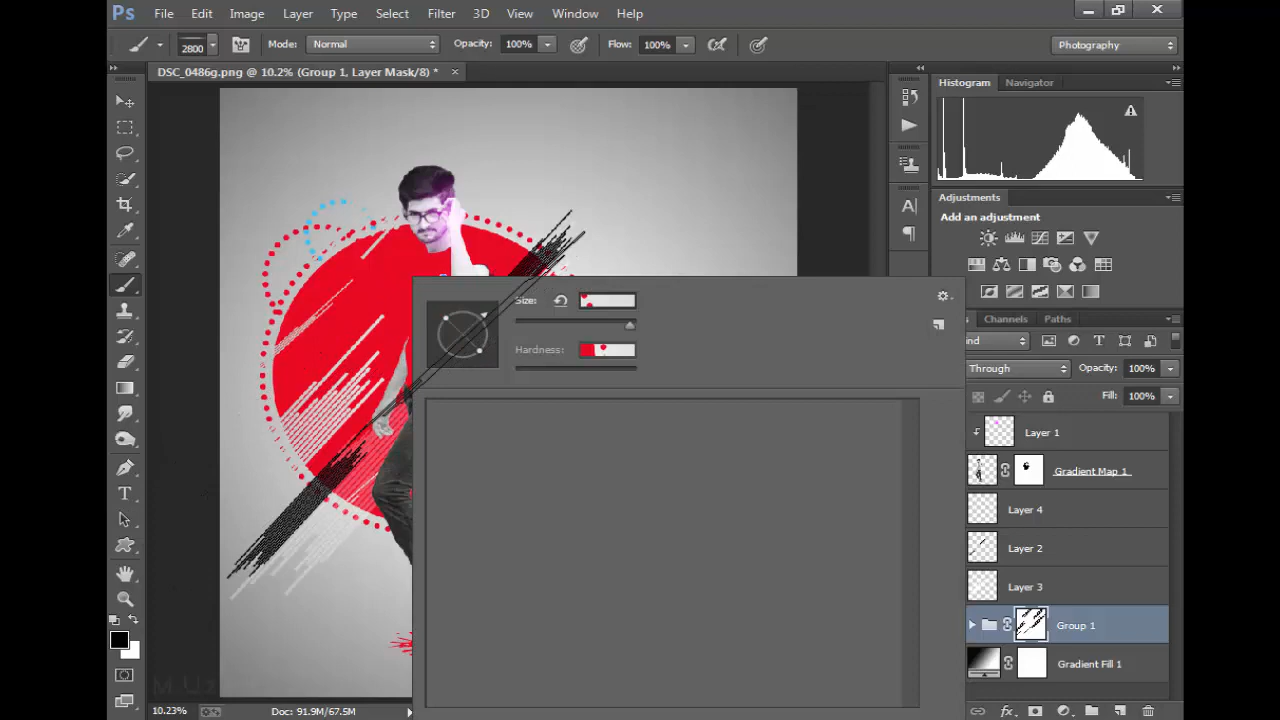 Ps File Edit Image Layer Type Select Filter 3D View Window Help
2800 Mode: Normal Opacity: 100% Flow: 100% Photography
DSC_0486g.png @ 10.2% (Group 1, Layer Mask/8) *
Histogram Navigator
Adjustments
Add an adjustment
Size:
Hardness:
Channels Paths
ind
Through Opacity: 100%
Fill: 100%
Layer 1
Gradient Map 1
Layer 4
Layer 2
Layer 3
Group 1
Gradient Fill 1
10.23% Doc: 91.9M/67.5M